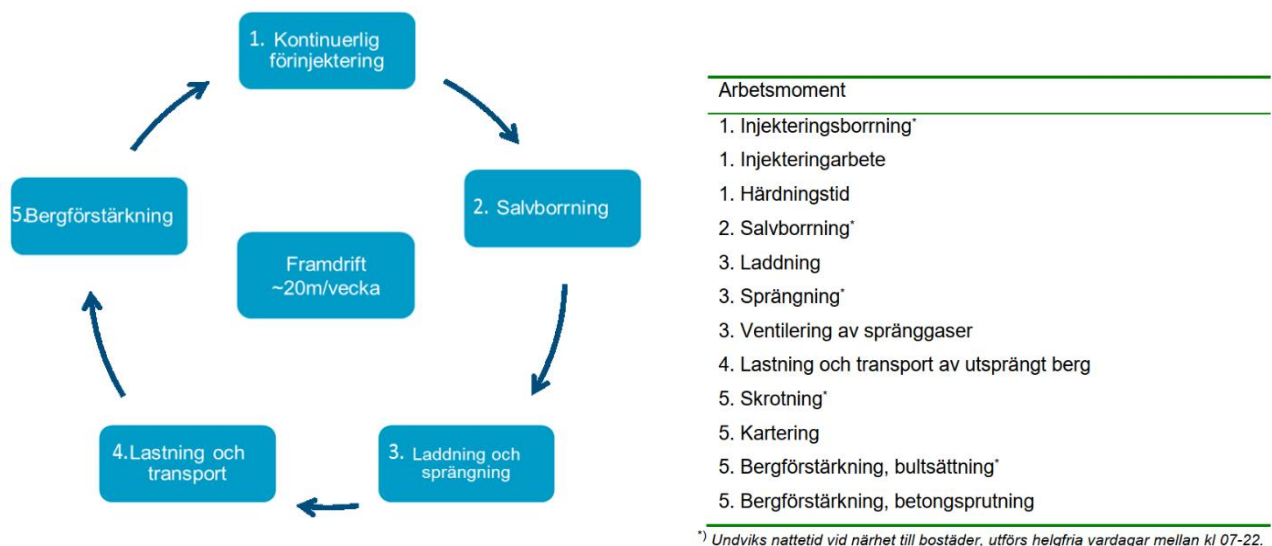 1. Kontinuerlig
förinjektering
2. Salvborrning
3. Laddning och
sprängning
4.Lastning och
transport
5.Bergförstärkning
Framdrift
~20m/vecka
Arbetsmoment
1. Injekteringsborrning*
1. Injekteringarbete
1. Härdningstid
2. Salvborrning*
3. Laddning
3. Sprängning*
3. Ventilering av spränggaser
4. Lastning och transport av utsprängt berg
5. Skrotning*
5. Kartering
5. Bergförstärkning, bultsättning*
5. Bergförstärkning, betongsprutning
*) Undviks nattetid vid närhet till bostäder, utförs helgfria vardagar mellan kl 07-22.